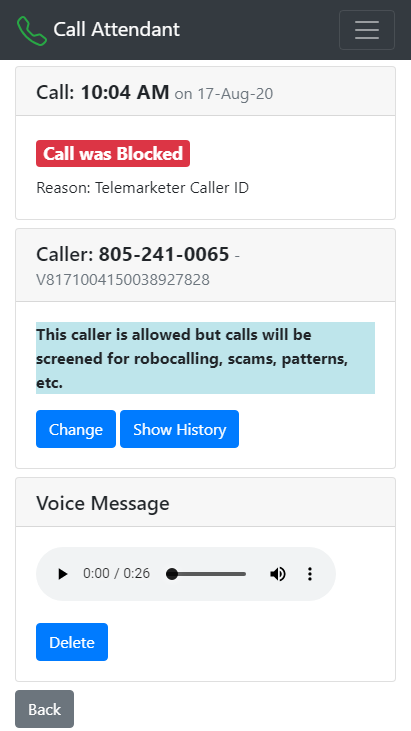 Call Attendant
Call: 10:04 AM on 17-Aug-20
Call was Blocked
Reason: Telemarketer Caller ID
Caller: 805-241-0065 -
V8171004150038927828
This caller is allowed but calls will be
screened for robocalling, scams, patterns,
etc.
Change Show History
Voice Message
0:00 / 0:26
Delete
Back